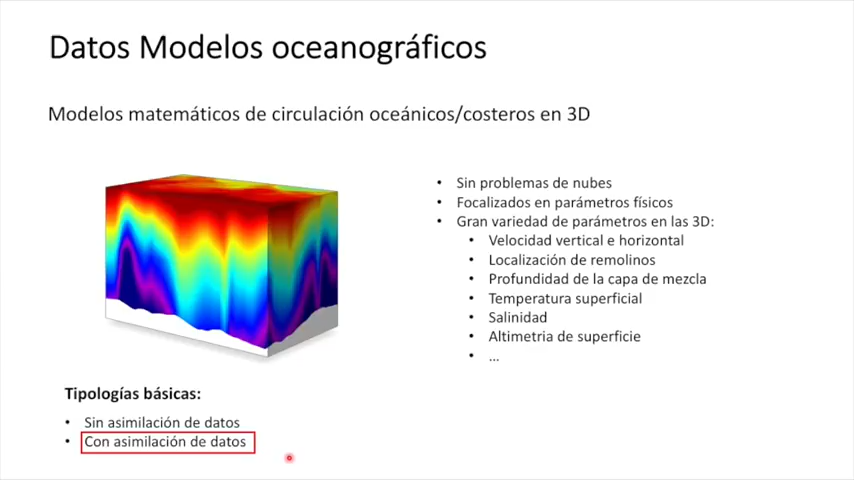 Datos Modelos oceanográficos
Modelos matemáticos de circulación oceánicos/costeros en 3D
• Sin problemas de nubes
• Focalizados en parámetros físicos
• Gran variedad de parámetros en las 3D:
• Velocidad vertical e horizontal
• Localización de remolinos
• Profundidad de la capa de mezcla
• Temperatura superficial
• Salinidad
• Altimetria de superficie
• ...
Tipologías básicas:
• Sin asimilación de datos
• Con asimilación de datos